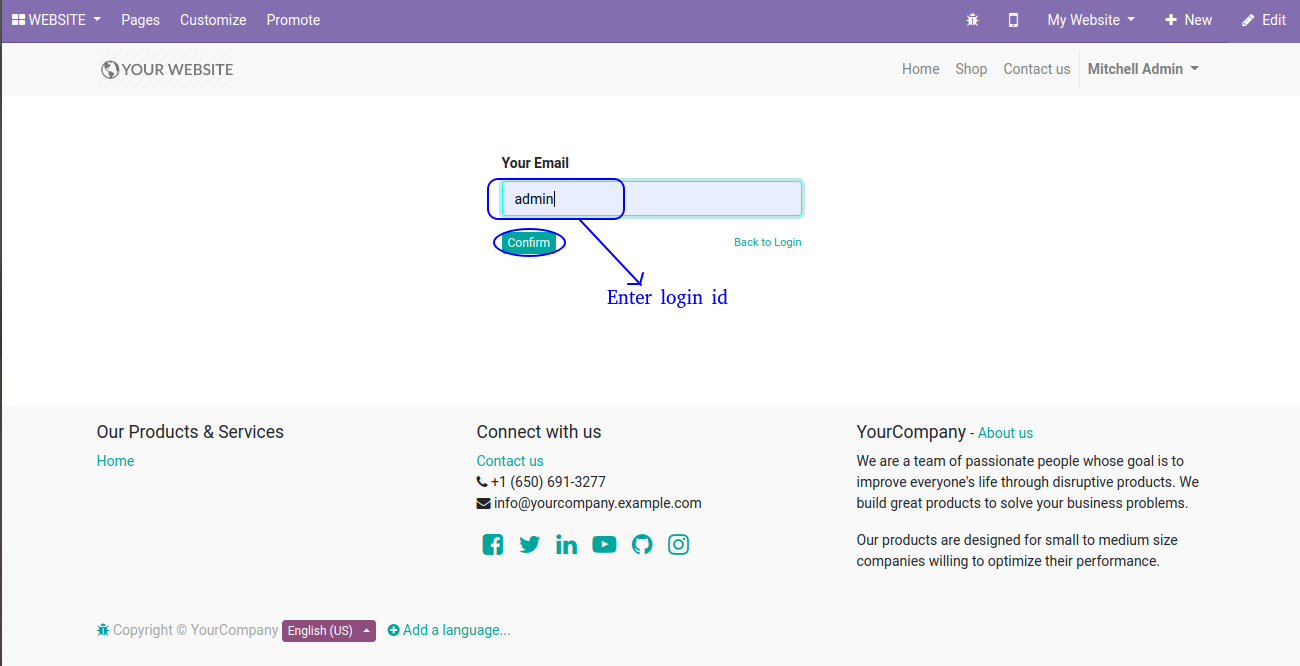 WEBSITE Pages Customize Promote My Website New Edit
YOUR WEBSITE Home Shop Contact us Mitchell Admin
Your Email
admin
Confirm Back to Login
Enter login id
Our Products & Services
Home
Connect with us
Contact us
+1 (650) 691-3277
info@yourcompany.example.com
YourCompany - About us
We are a team of passionate people whose goal is to
improve everyone's life through disruptive products. We
build great products to solve your business problems.
Our products are designed for small to medium size
companies willing to optimize their performance.
Copyright © YourCompany English (US) Add a language...